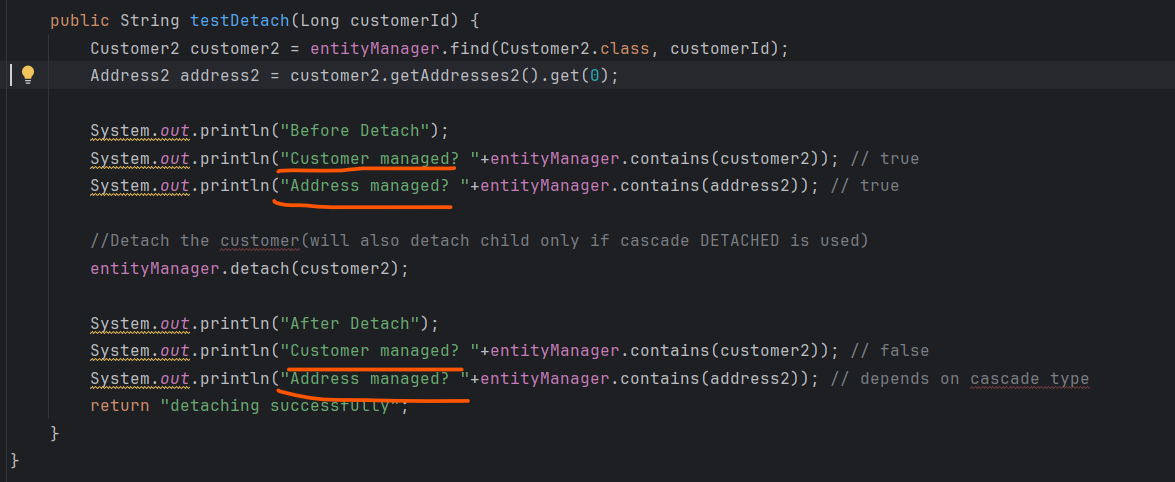 public String testDetach(Long customerId) {
Customer2 customer2 = entityManager.find(Customer2.class, customerId);
Address2 address2 = customer2.getAddresses2().get(0);
System.out.println("Before Detach");
System.out.println("Customer managed? "+entityManager.contains(customer2)); // true
System.out.println("Address managed? "+entityManager.contains(address2)); // true
//Detach the customer(will also detach child only if cascade DETACHED is used)
entityManager.detach(customer2);
System.out.println("After Detach");
System.out.println("Customer managed? "+entityManager.contains(customer2)); // false
System.out.println("Address managed? "+entityManager.contains(address2)); // depends on cascade type
return "detaching successfully";
}
}